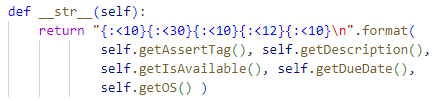 def __str__(self):
    return "{:<10}{:<30}{:<10}{:<12}{:<10}\n".format(
            self.getAssertTag(), self.getDescription(),
            self.getIsAvailable(), self.getDueDate(),
            self.getOS() )